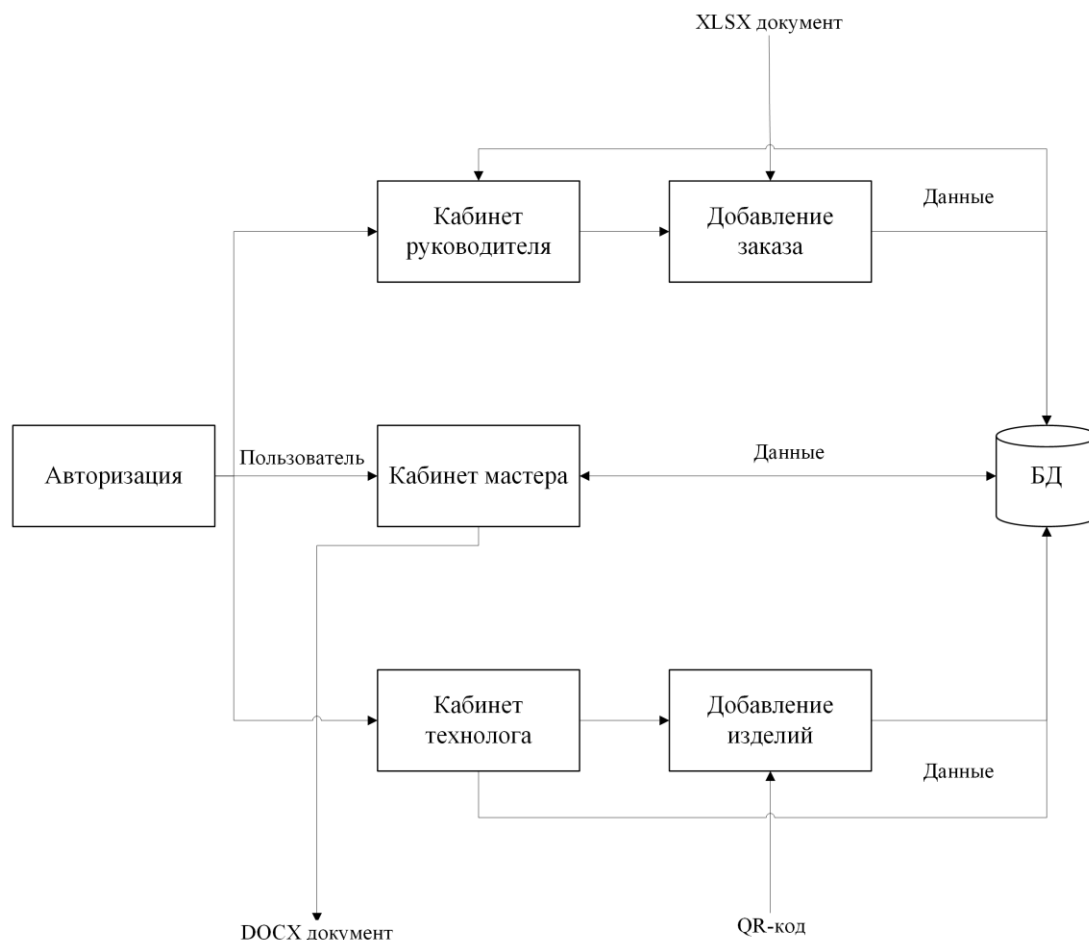 XLSX документ
Кабинет
руководителя
Добавление
заказа
Данные
Авторизация
Пользователь
Кабинет мастера
Данные
БД
Кабинет
технолога
Добавление
изделий
Данные
DOCX документ
QR-код